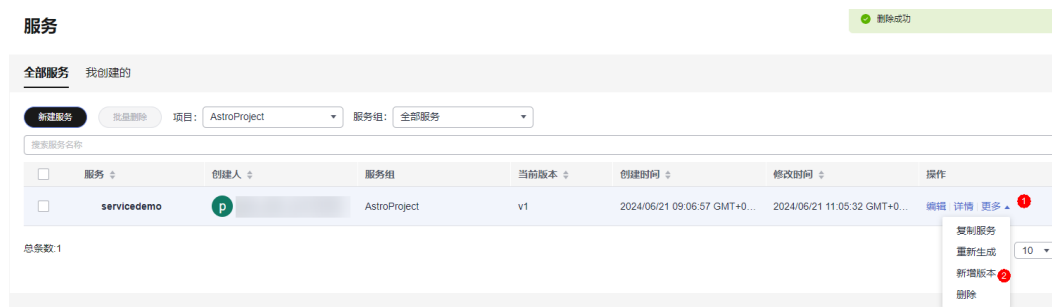 服务
删除成功
全部服务 我创建的
新建服务 批量删除 项目: AstroProject 服务组: 全部服务
搜索服务名称
服务 创建人 服务组 当前版本 创建时间 修改时间 操作
servicedemo p AstroProject v1 2024/06/21 09:06:57 GMT+0... 2024/06/21 11:05:32 GMT+0... 编辑 详情 更多 1
复制服务
总条数:1 重新生成 10
新增版本 2
删除